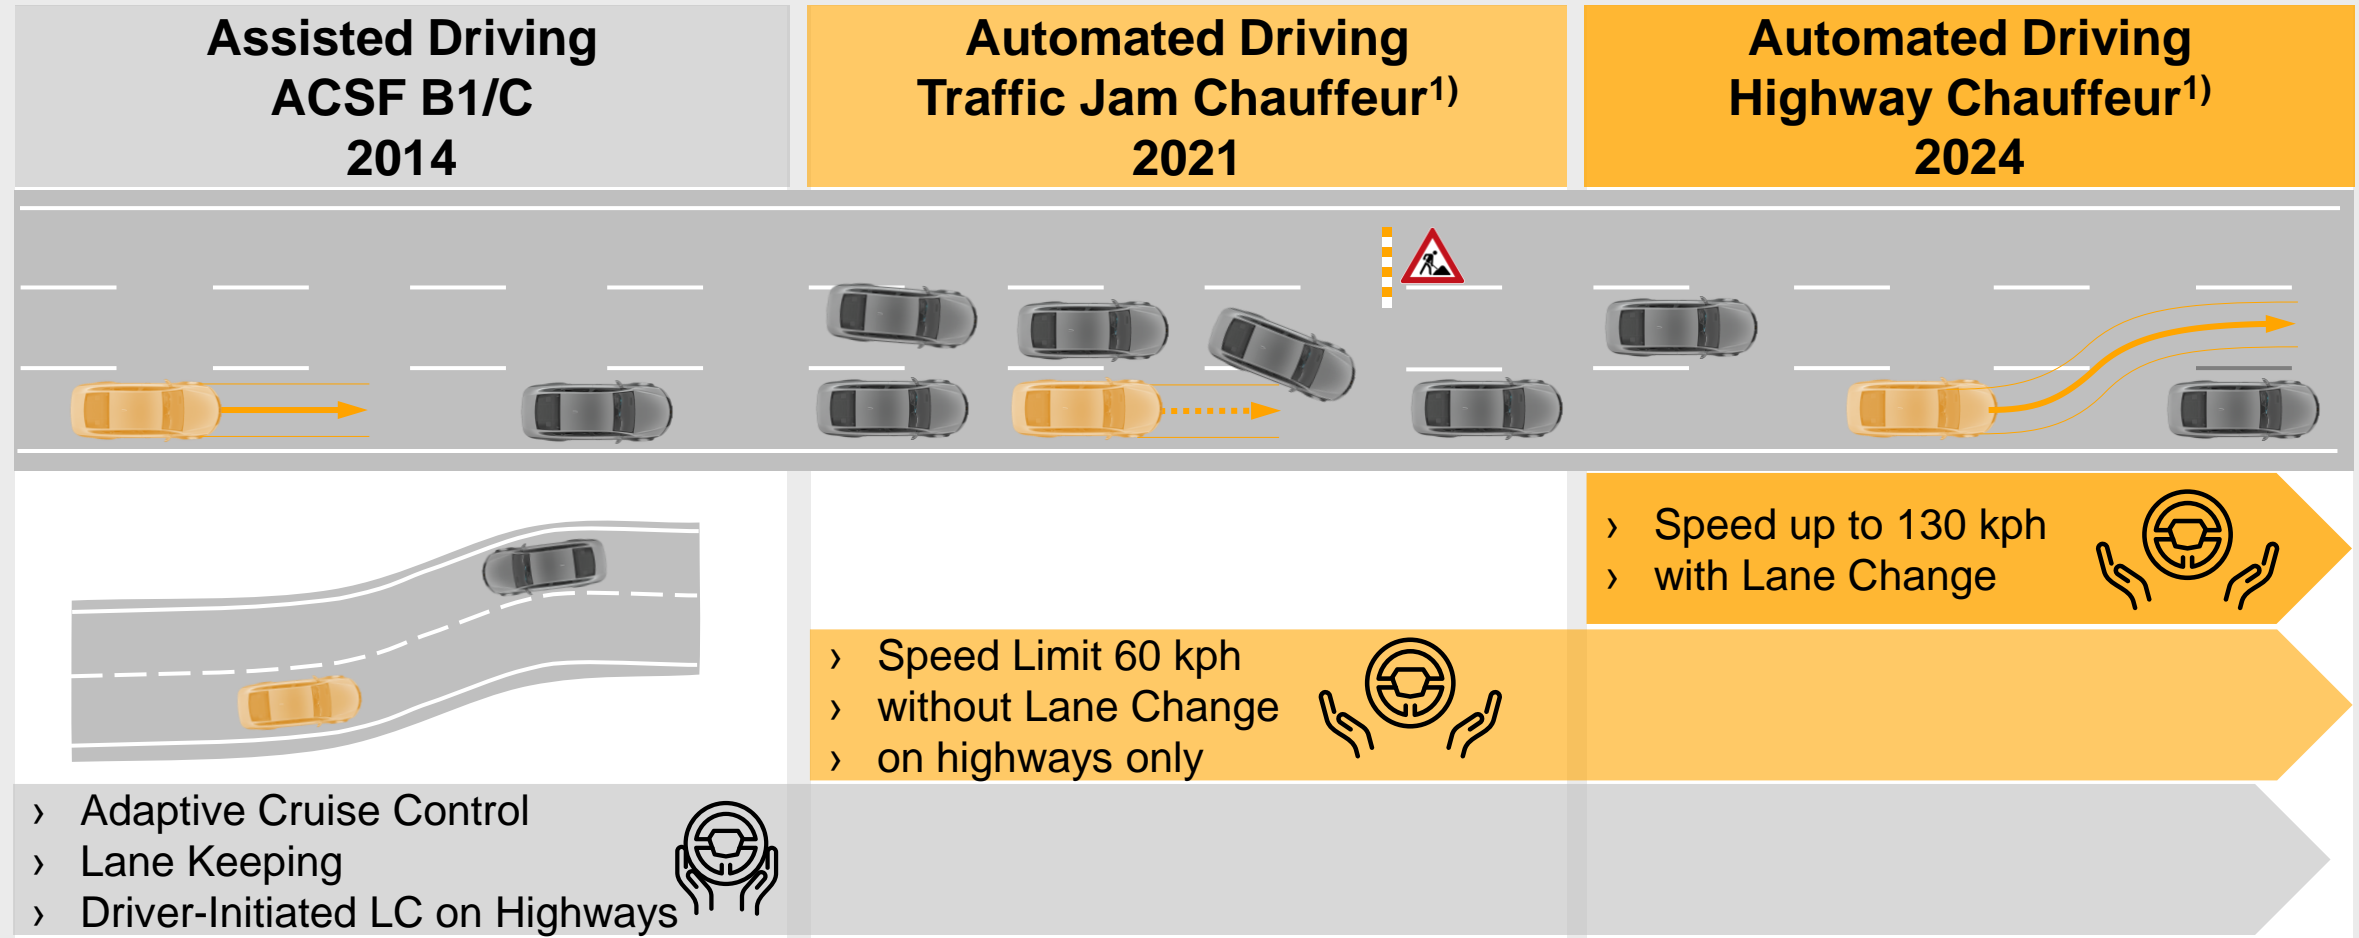 Assisted Driving
ACSF B1/C
2014
Automated Driving
Traffic Jam Chauffeur¹⁾
2021
Automated Driving
Highway Chauffeur¹⁾
2024
› Speed up to 130 kph
› with Lane Change
› Speed Limit 60 kph
› without Lane Change
› on highways only
› Adaptive Cruise Control
› Lane Keeping
› Driver-Initiated LC on Highways